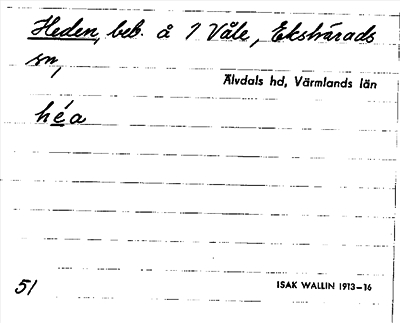 Heden, beb. å 1 Våle, Ekshärads
sn,
Älvdals hd, Värmlands län
héa
51
ISAK WALLIN 1913–16